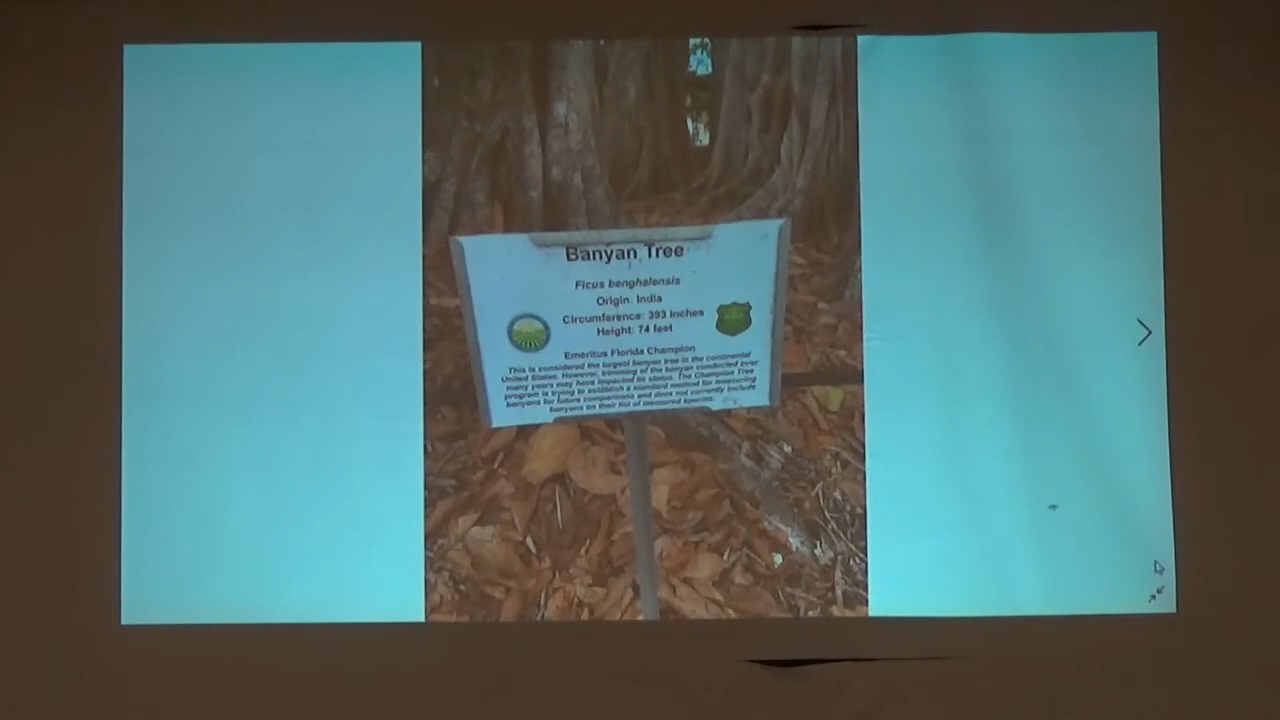 Banyan Tree
Ficus benghalensis
Origin: India
Circumference: 393 inches
Height: 74 feet
Emeritus Florida Champion
This is considered the largest banyan tree in the continental
United States. However, trimming of the banyan conducted over
many years may have impacted its status. The Champion Tree
program is trying to establish a standard method for measuring
banyans for future comparisons and does not currently include
banyans on their list of measured species.